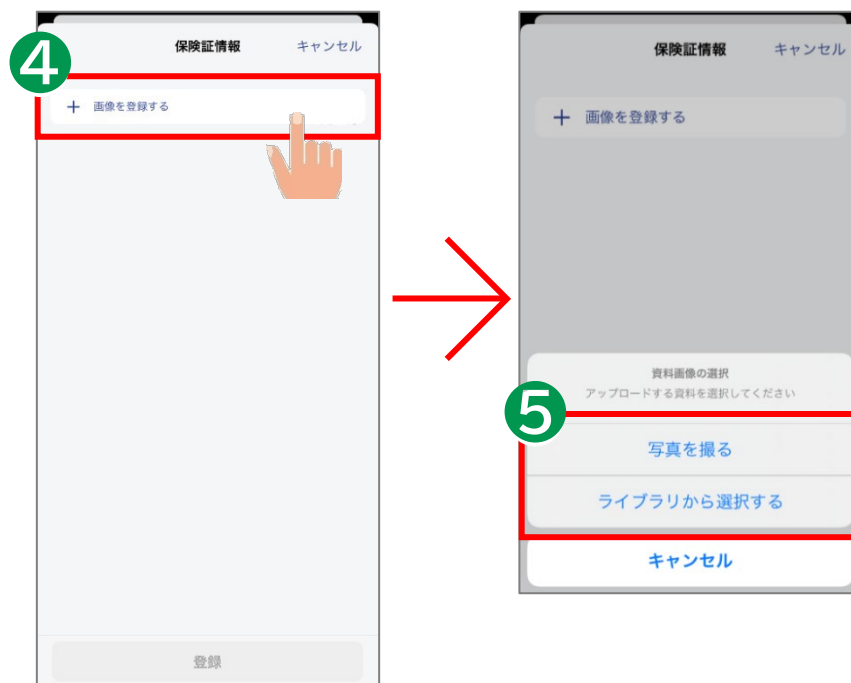 4
保険証情報 キャンセル
+ 画像を登録する
登録
保険証情報 キャンセル
+ 画像を登録する
資料画像の選択
アップロードする資料を選択してください
5
写真を撮る
ライブラリから選択する
キャンセル